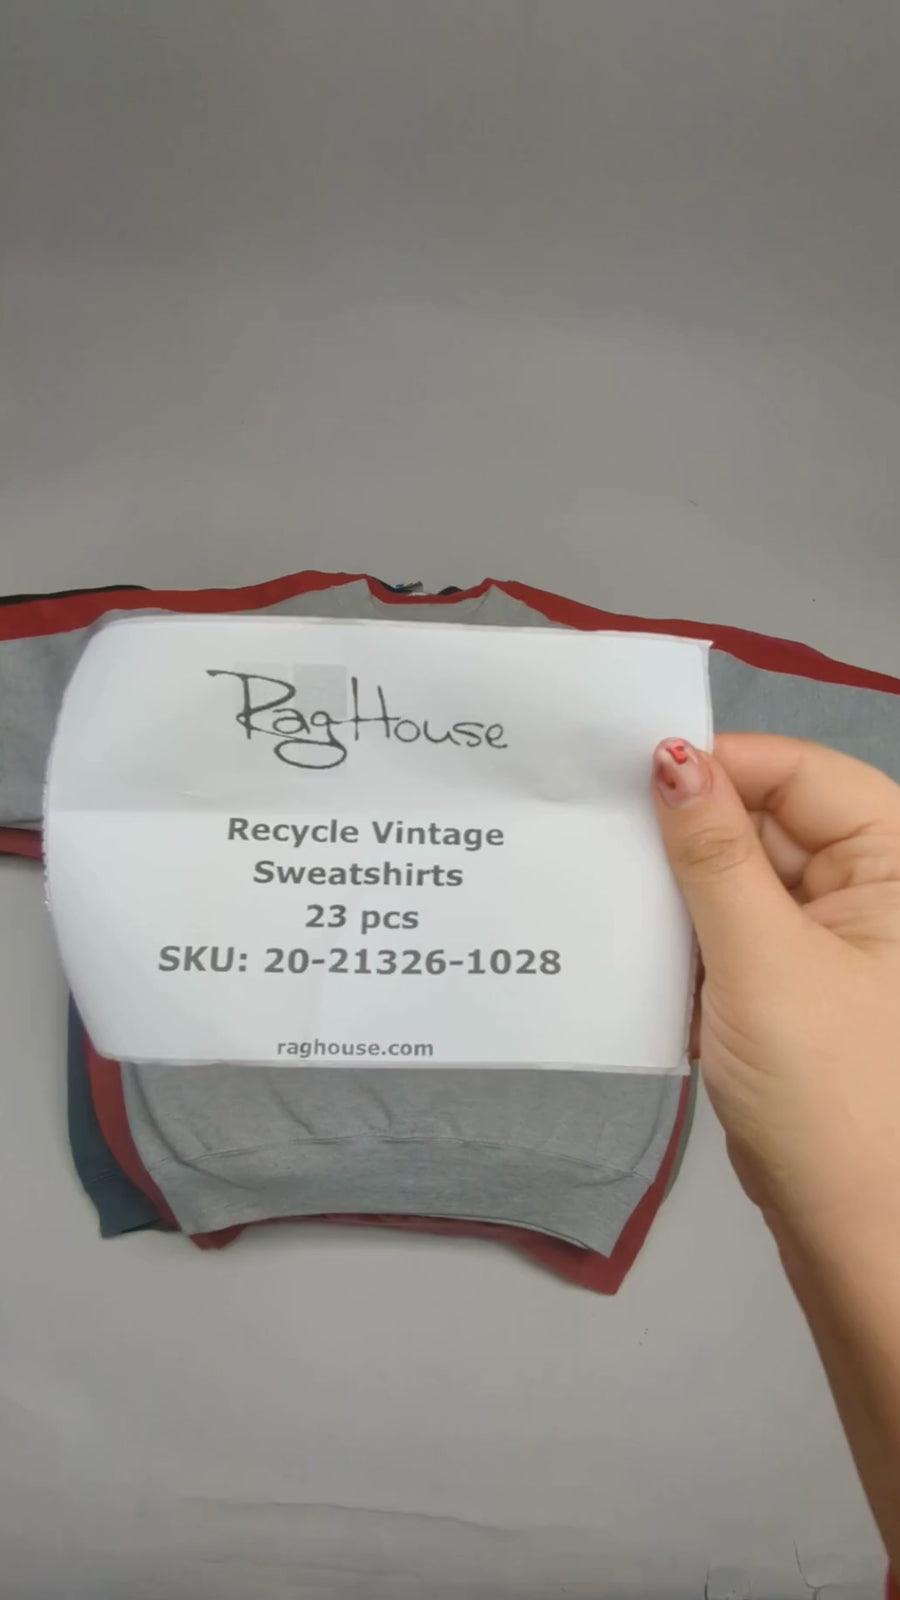 RagHouse
Recycle Vintage
Sweatshirts
23 pcs
SKU: 20-21326-1028
raghouse.com